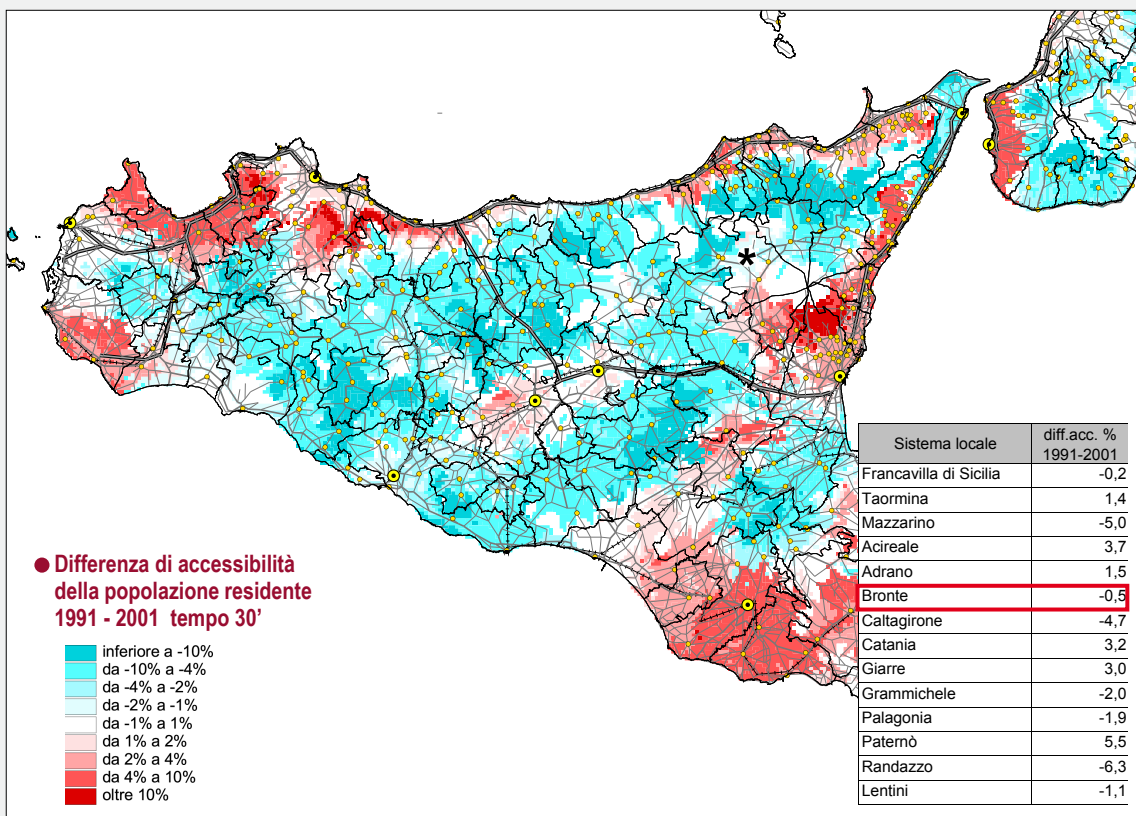 Sistema locale diff.acc. % 1991-2001
Francavilla di Sicilia -0,2
Taormina 1,4
Mazzarino -5,0
Acireale 3,7
Adrano 1,5
Bronte -0,5
Caltagirone -4,7
Catania 3,2
Giarre 3,0
Grammichele -2,0
Palagonia -1,9
Paternò 5,5
Randazzo -6,3
Lentini -1,1
● Differenza di accessibilità
della popolazione residente
1991 - 2001 tempo 30'
inferiore a -10%
da -10% a -4%
da -4% a -2%
da -2% a -1%
da -1% a 1%
da 1% a 2%
da 2% a 4%
da 4% a 10%
oltre 10%
*